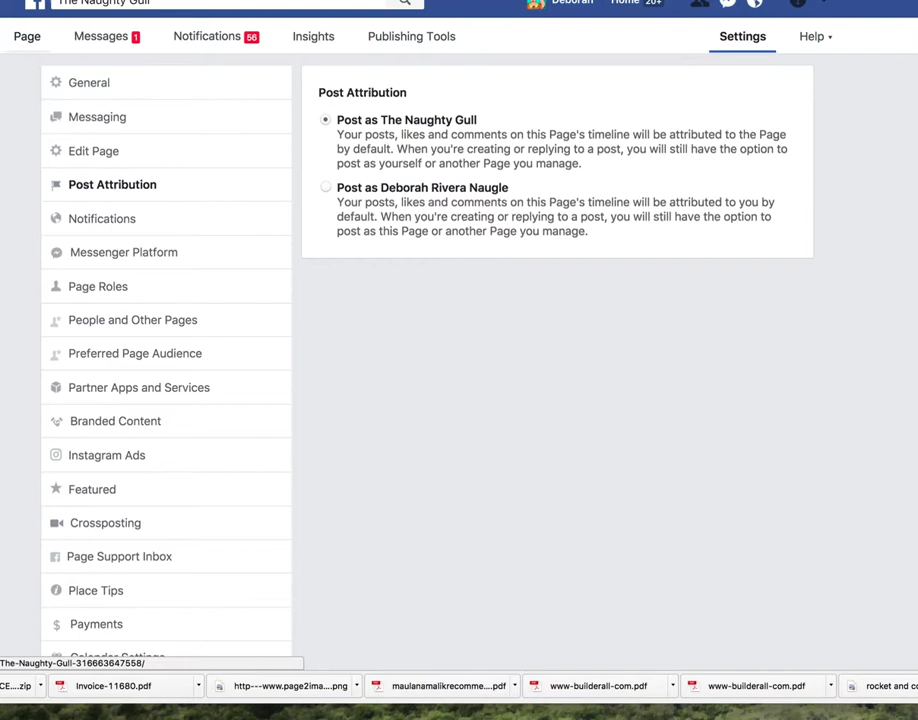 The Naughty Gull
Deborah Home 20+
Page Messages 1 Notifications 56 Insights Publishing Tools Settings Help
General
Messaging
Edit Page
Post Attribution
Notifications
Messenger Platform
Page Roles
People and Other Pages
Preferred Page Audience
Partner Apps and Services
Branded Content
Instagram Ads
Featured
Crossposting
Page Support Inbox
Place Tips
Payments
Calendar Settings
Post Attribution
Post as The Naughty Gull
Your posts, likes and comments on this Page's timeline will be attributed to the Page
by default. When you're creating or replying to a post, you will still have the option to
post as yourself or another Page you manage.
Post as Deborah Rivera Naugle
Your posts, likes and comments on this Page's timeline will be attributed to you by
default. When you're creating or replying to a post, you will still have the option to
post as this Page or another Page you manage.
The-Naughty-Gull-316663647558/
CE....zip Invoice-11680.pdf http---www.page2ima....png maulanamalikrecomme....pdf www-builderall-com.pdf www-builderall-com.pdf rocket and co